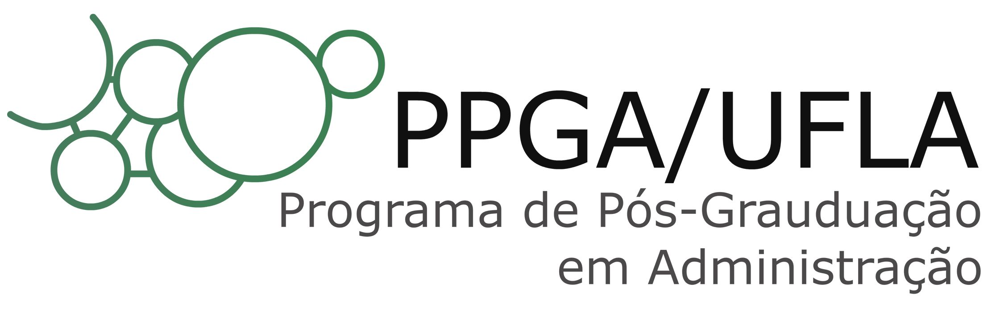 PPGA/UFLA
Programa de Pós-Grauduação
em Administração